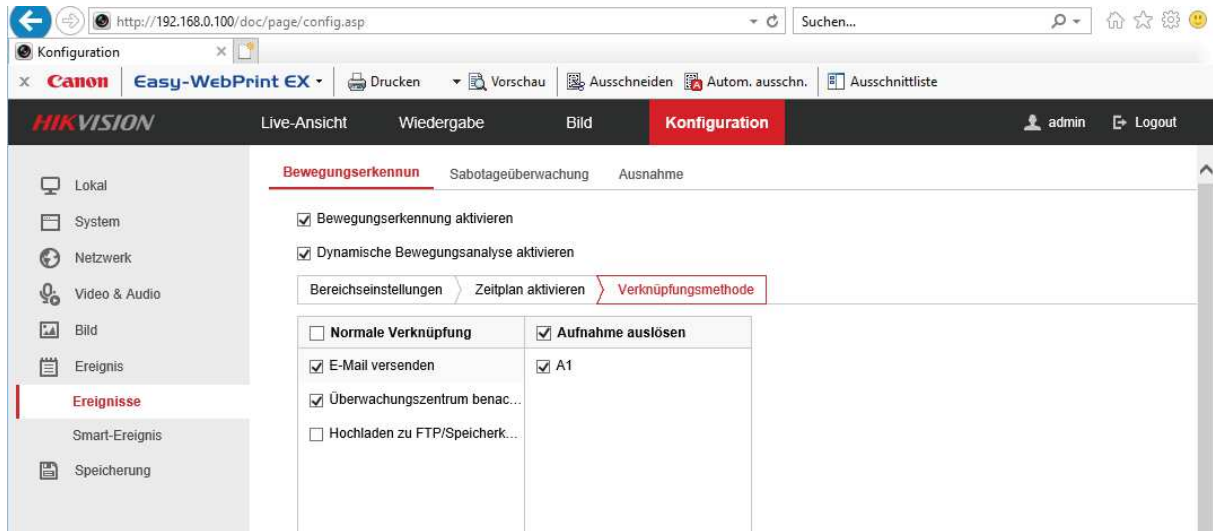 http://192.168.0.100/doc/page/config.asp Suchen...
Konfiguration
x Canon Easy-WebPrint EX Drucken Vorschau Ausschneiden Autom. ausschn. Ausschnittliste
HIKVISION Live-Ansicht Wiedergabe Bild Konfiguration admin Logout
Bewegungserkennun Sabotageüberwachung Ausnahme
Lokal
System
Netzwerk
Video & Audio
Bild
Ereignis
Ereignisse
Smart-Ereignis
Speicherung
Bewegungserkennung aktivieren
Dynamische Bewegungsanalyse aktivieren
Bereichseinstellungen Zeitplan aktivieren Verknüpfungsmethode
Normale Verknüpfung Aufnahme auslösen
E-Mail versenden A1
Überwachungszentrum benac...
Hochladen zu FTP/Speicherk...